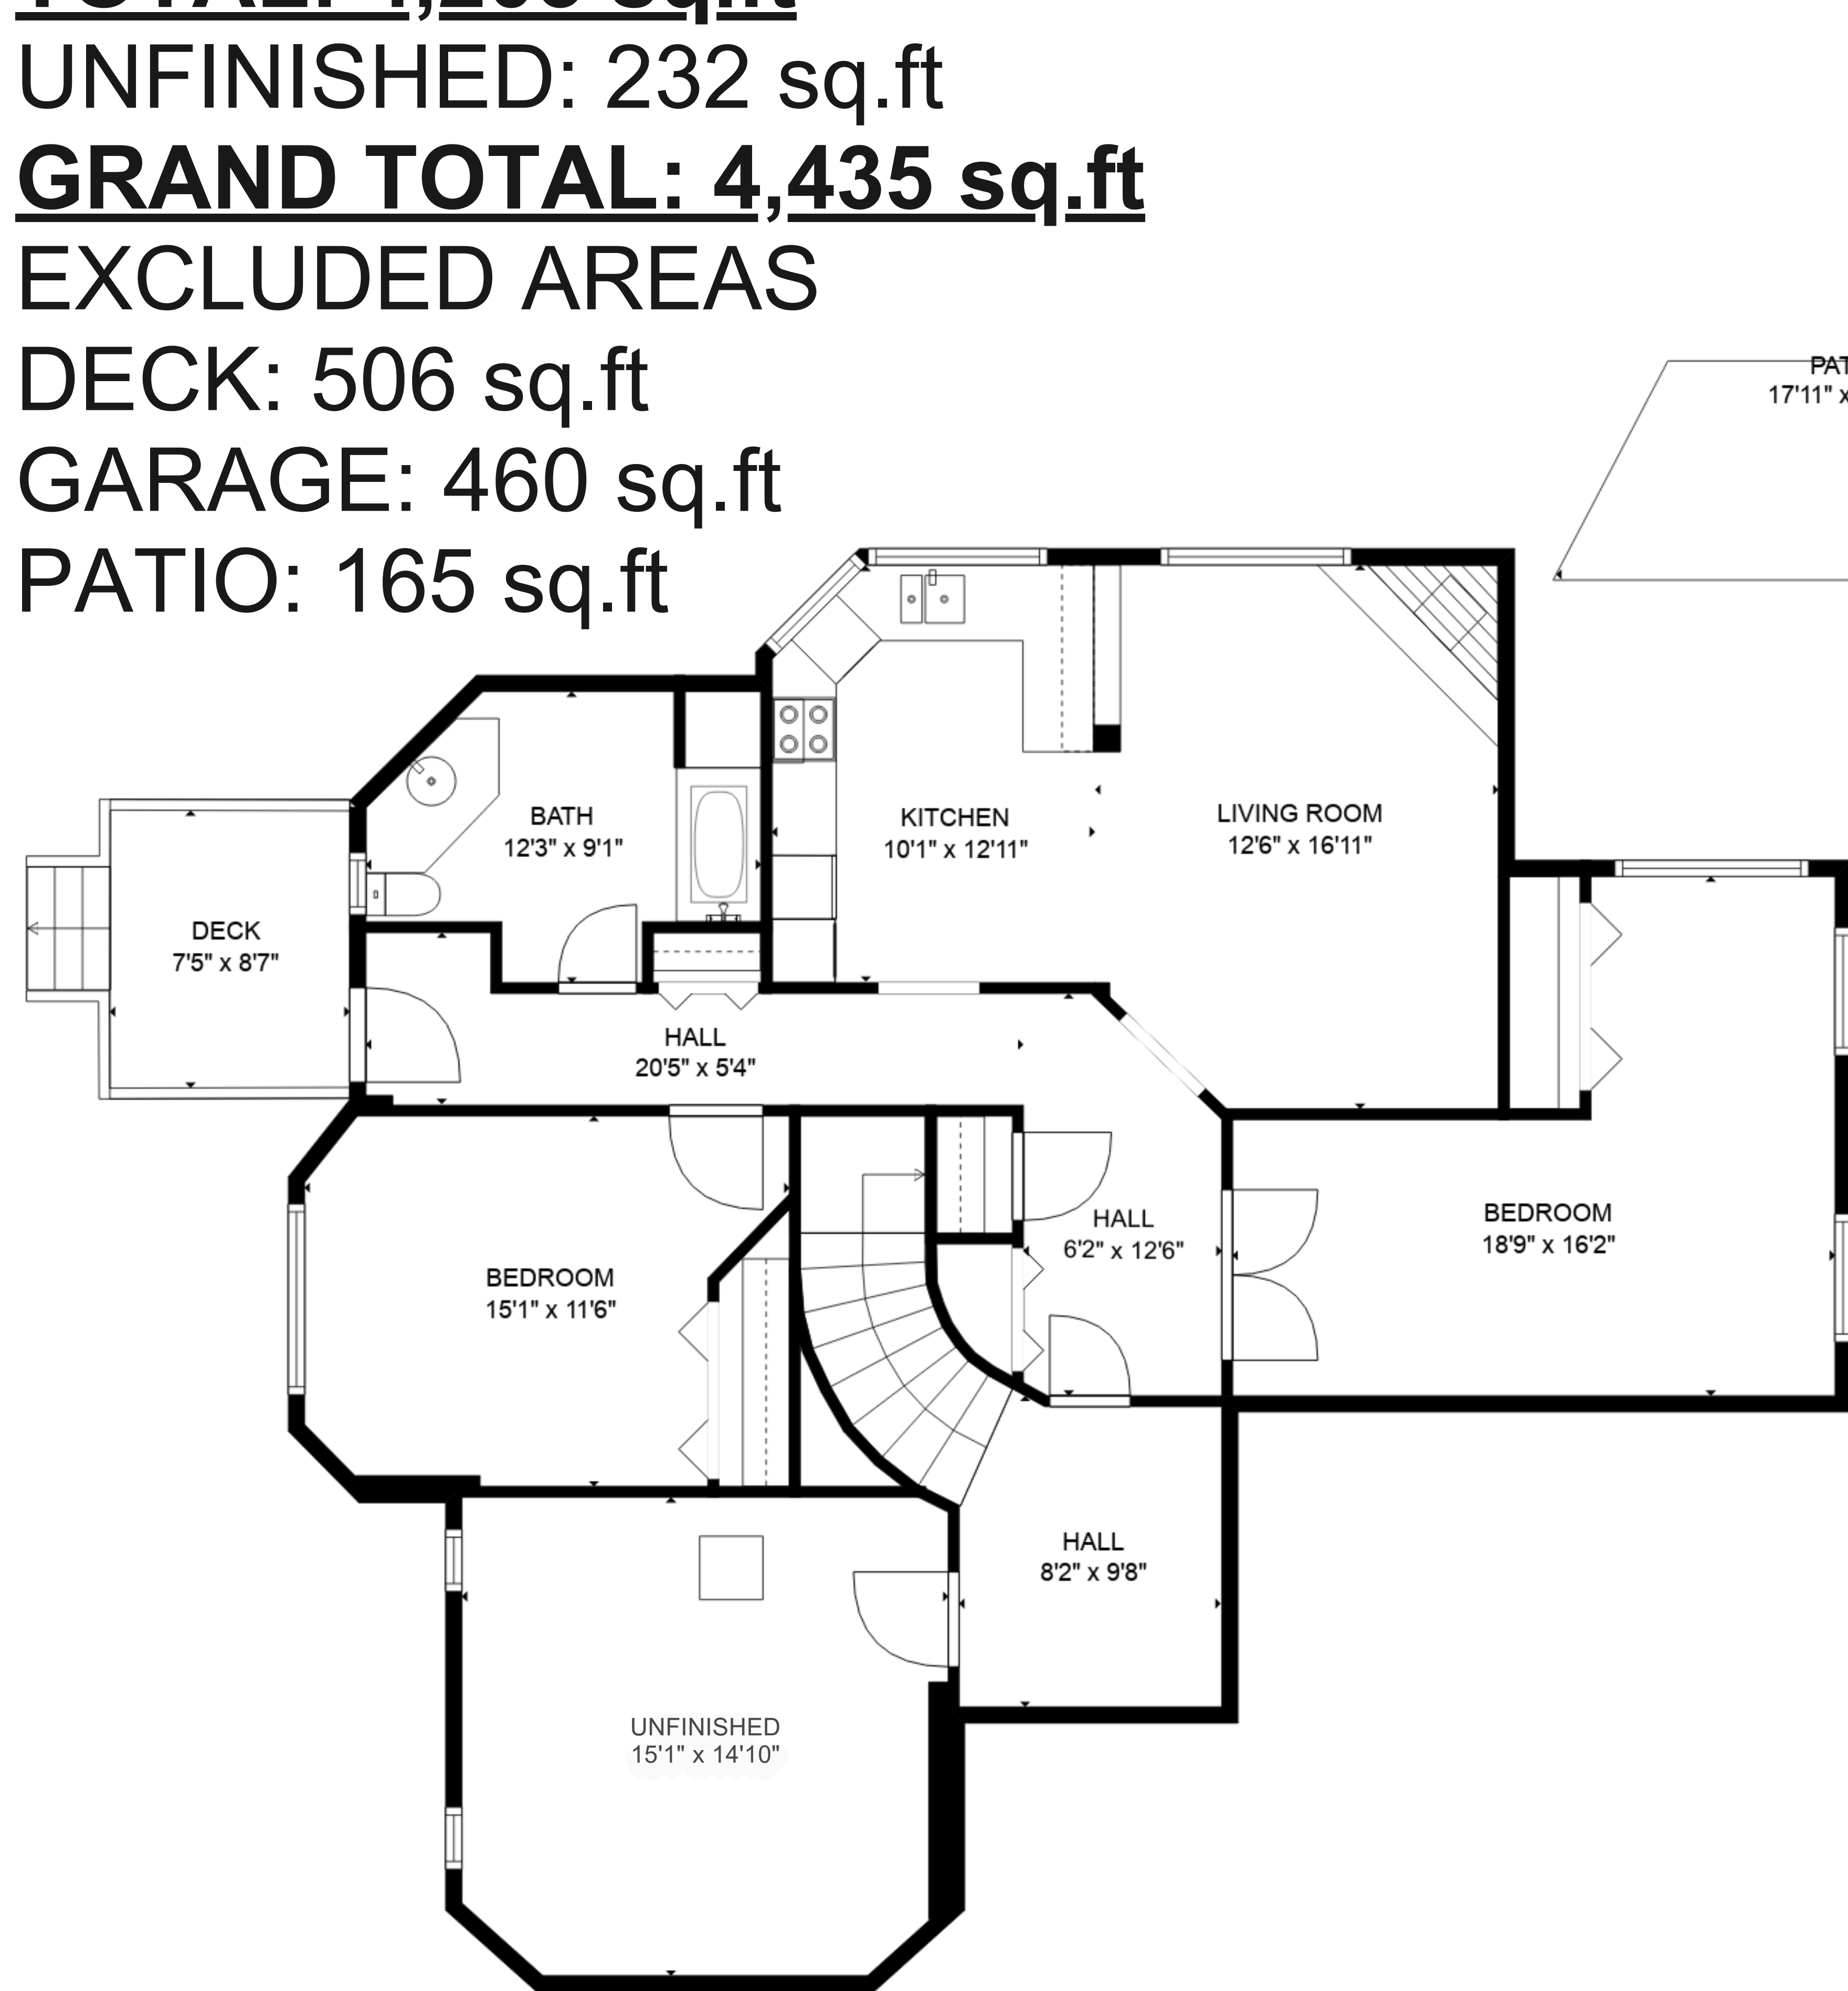 UNFINISHED: 232 sq.ft
GRAND TOTAL: 4,435 sq.ft
EXCLUDED AREAS
DECK: 506 sq.ft
GARAGE: 460 sq.ft
PATIO: 165 sq.ft
17'11" x
BATH
12'3" x 9'1"
KITCHEN
10'1" x 12'11"
LIVING ROOM
12'6" x 16'11"
DECK
7'5" x 8'7"
HALL
20'5" x 5'4"
HALL
6'2" x 12'6"
BEDROOM
18'9" x 16'2"
BEDROOM
15'1" x 11'6"
HALL
8'2" x 9'8"
UNFINISHED
15'1" x 14'10"